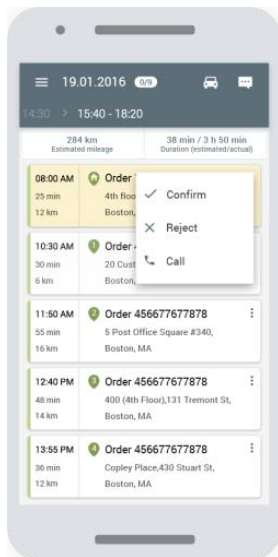 19.01.2016 0/9
14:30 > 15:40 - 18:20
284 km
Estimated mileage
38 min / 3 h 50 min
Duration (estimated/actual)
08:00 AM
25 min
12 km
Order
4th floo
Boston,
Confirm
Reject
Call
10:30 AM
30 min
6 km
1 Order
20 Cust
Boston,
11:50 AM
55 min
16 km
2 Order 456677677878
5 Post Office Square #340,
Boston, MA
12:40 PM
48 min
14 km
3 Order 456677677878
400 (4th Floor),131 Tremont St,
Boston, MA
13:55 PM
36 min
12 km
4 Order 456677677878
Copley Place,430 Stuart St,
Boston, MA